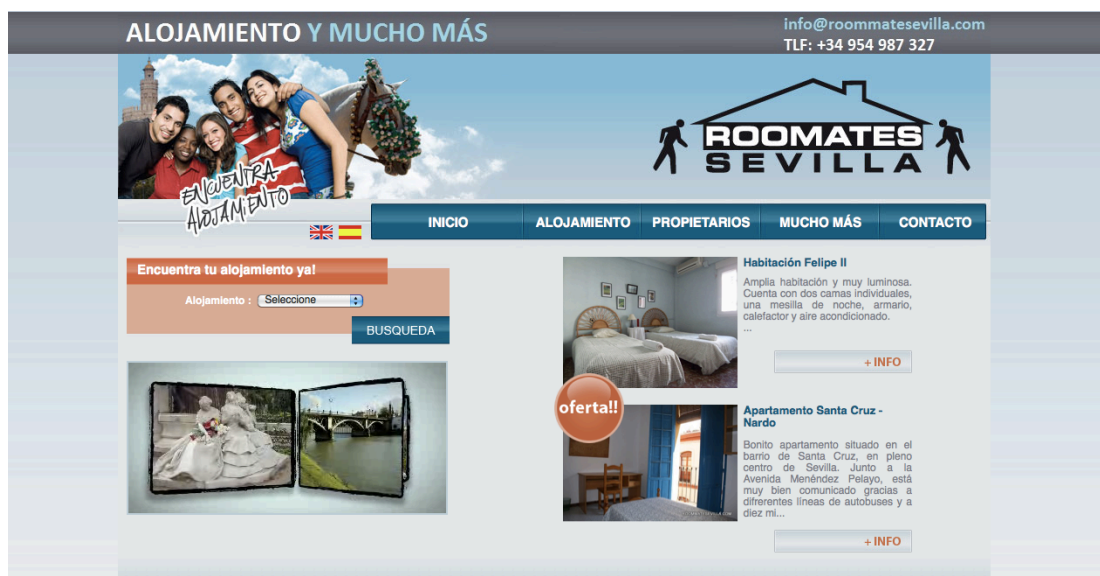 ALOJAMIENTO Y MUCHO MÁS
info@roommatesevilla.com
TLF: +34 954 987 327
ENCUENTRA
ALOJAMIENTO
ROOMATES
SEVILLA
INICIO
ALOJAMIENTO
PROPIETARIOS
MUCHO MÁS
CONTACTO
Encuentra tu alojamiento ya!
Alojamiento : Seleccione
BUSQUEDA
Habitación Felipe II
Amplia habitación y muy luminosa.
Cuenta con dos camas individuales,
una mesilla de noche, armario,
calefactor y aire acondicionado.
...
+ INFO
oferta!!
Apartamento Santa Cruz -
Nardo
Bonito apartamento situado en el
barrio de Santa Cruz, en pleno
centro de Sevilla. Junto a la
Avenida Menéndez Pelayo, está
muy bien comunicado gracias a
difrerentes líneas de autobuses y a
diez mi...
+ INFO